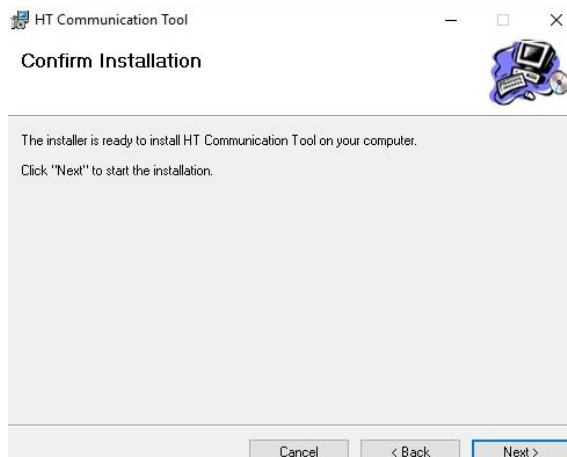 HT Communication Tool
Confirm Installation
The installer is ready to install HT Communication Tool on your computer.
Click "Next" to start the installation.
Cancel
< Back
Next >